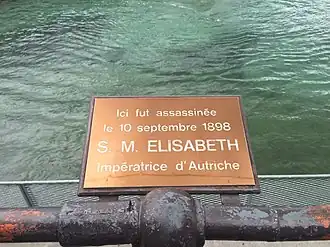 Ici fut assassinée
le 10 septembre 1898
S. M. ELiSABETH
impératrice d'Autriche